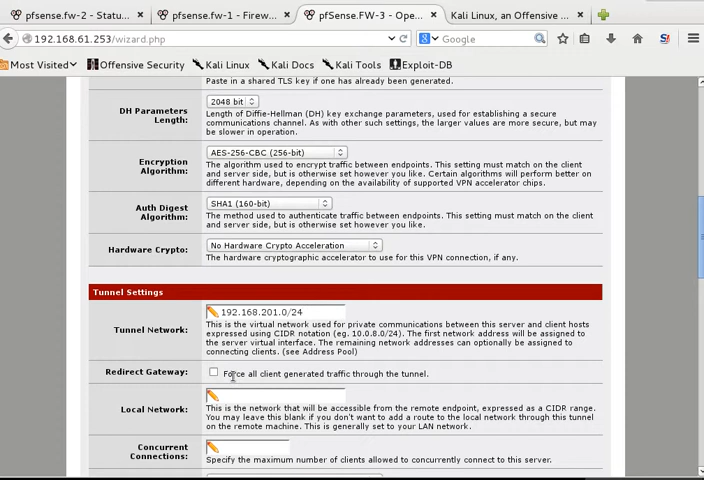 pfsense.fw-2 - Statu...
pfsense.fw-1 - Firew...
pfSense.FW-3 - Ope...
Kali Linux, an Offensive ...
192.168.61.253/wizard.php
Google
Most Visited
Offensive Security
Kali Linux
Kali Docs
Kali Tools
Exploit-DB
Paste in a shared TLS key if one has already been generated.
DH Parameters
Length:
2048 bit
Length of Diffie-Hellman (DH) key exchange parameters, used for establishing a secure
communications channel. As with other such settings, the larger values are more secure, but may
be slower in operation.
Encryption
Algorithm:
AES-256-CBC (256-bit)
The algorithm used to encrypt traffic between endpoints. This setting must match on the client
and server side, but is otherwise set however you like. Certain algorithms will perform better on
different hardware, depending on the availability of supported VPN accelerator chips.
Auth Digest
Algorithm:
SHA1 (160-bit)
The method used to authenticate traffic between endpoints. This setting must match on the client
and server side, but is otherwise set however you like.
Hardware Crypto:
No Hardware Crypto Acceleration
The hardware cryptographic accelerator to use for this VPN connection, if any.
Tunnel Settings
Tunnel Network:
192.168.201.0/24
This is the virtual network used for private communications between this server and client hosts
expressed using CIDR notation (eg. 10.0.8.0/24). The first network address will be assigned to
the server virtual interface. The remaining network addresses can optionally be assigned to
connecting clients. (see Address Pool)
Redirect Gateway:
Force all client generated traffic through the tunnel.
Local Network:
This is the network that will be accessible from the remote endpoint, expressed as a CIDR range.
You may leave this blank if you don't want to add a route to the local network through this tunnel
on the remote machine. This is generally set to your LAN network.
Concurrent
Connections:
Specify the maximum number of clients allowed to concurrently connect to this server.